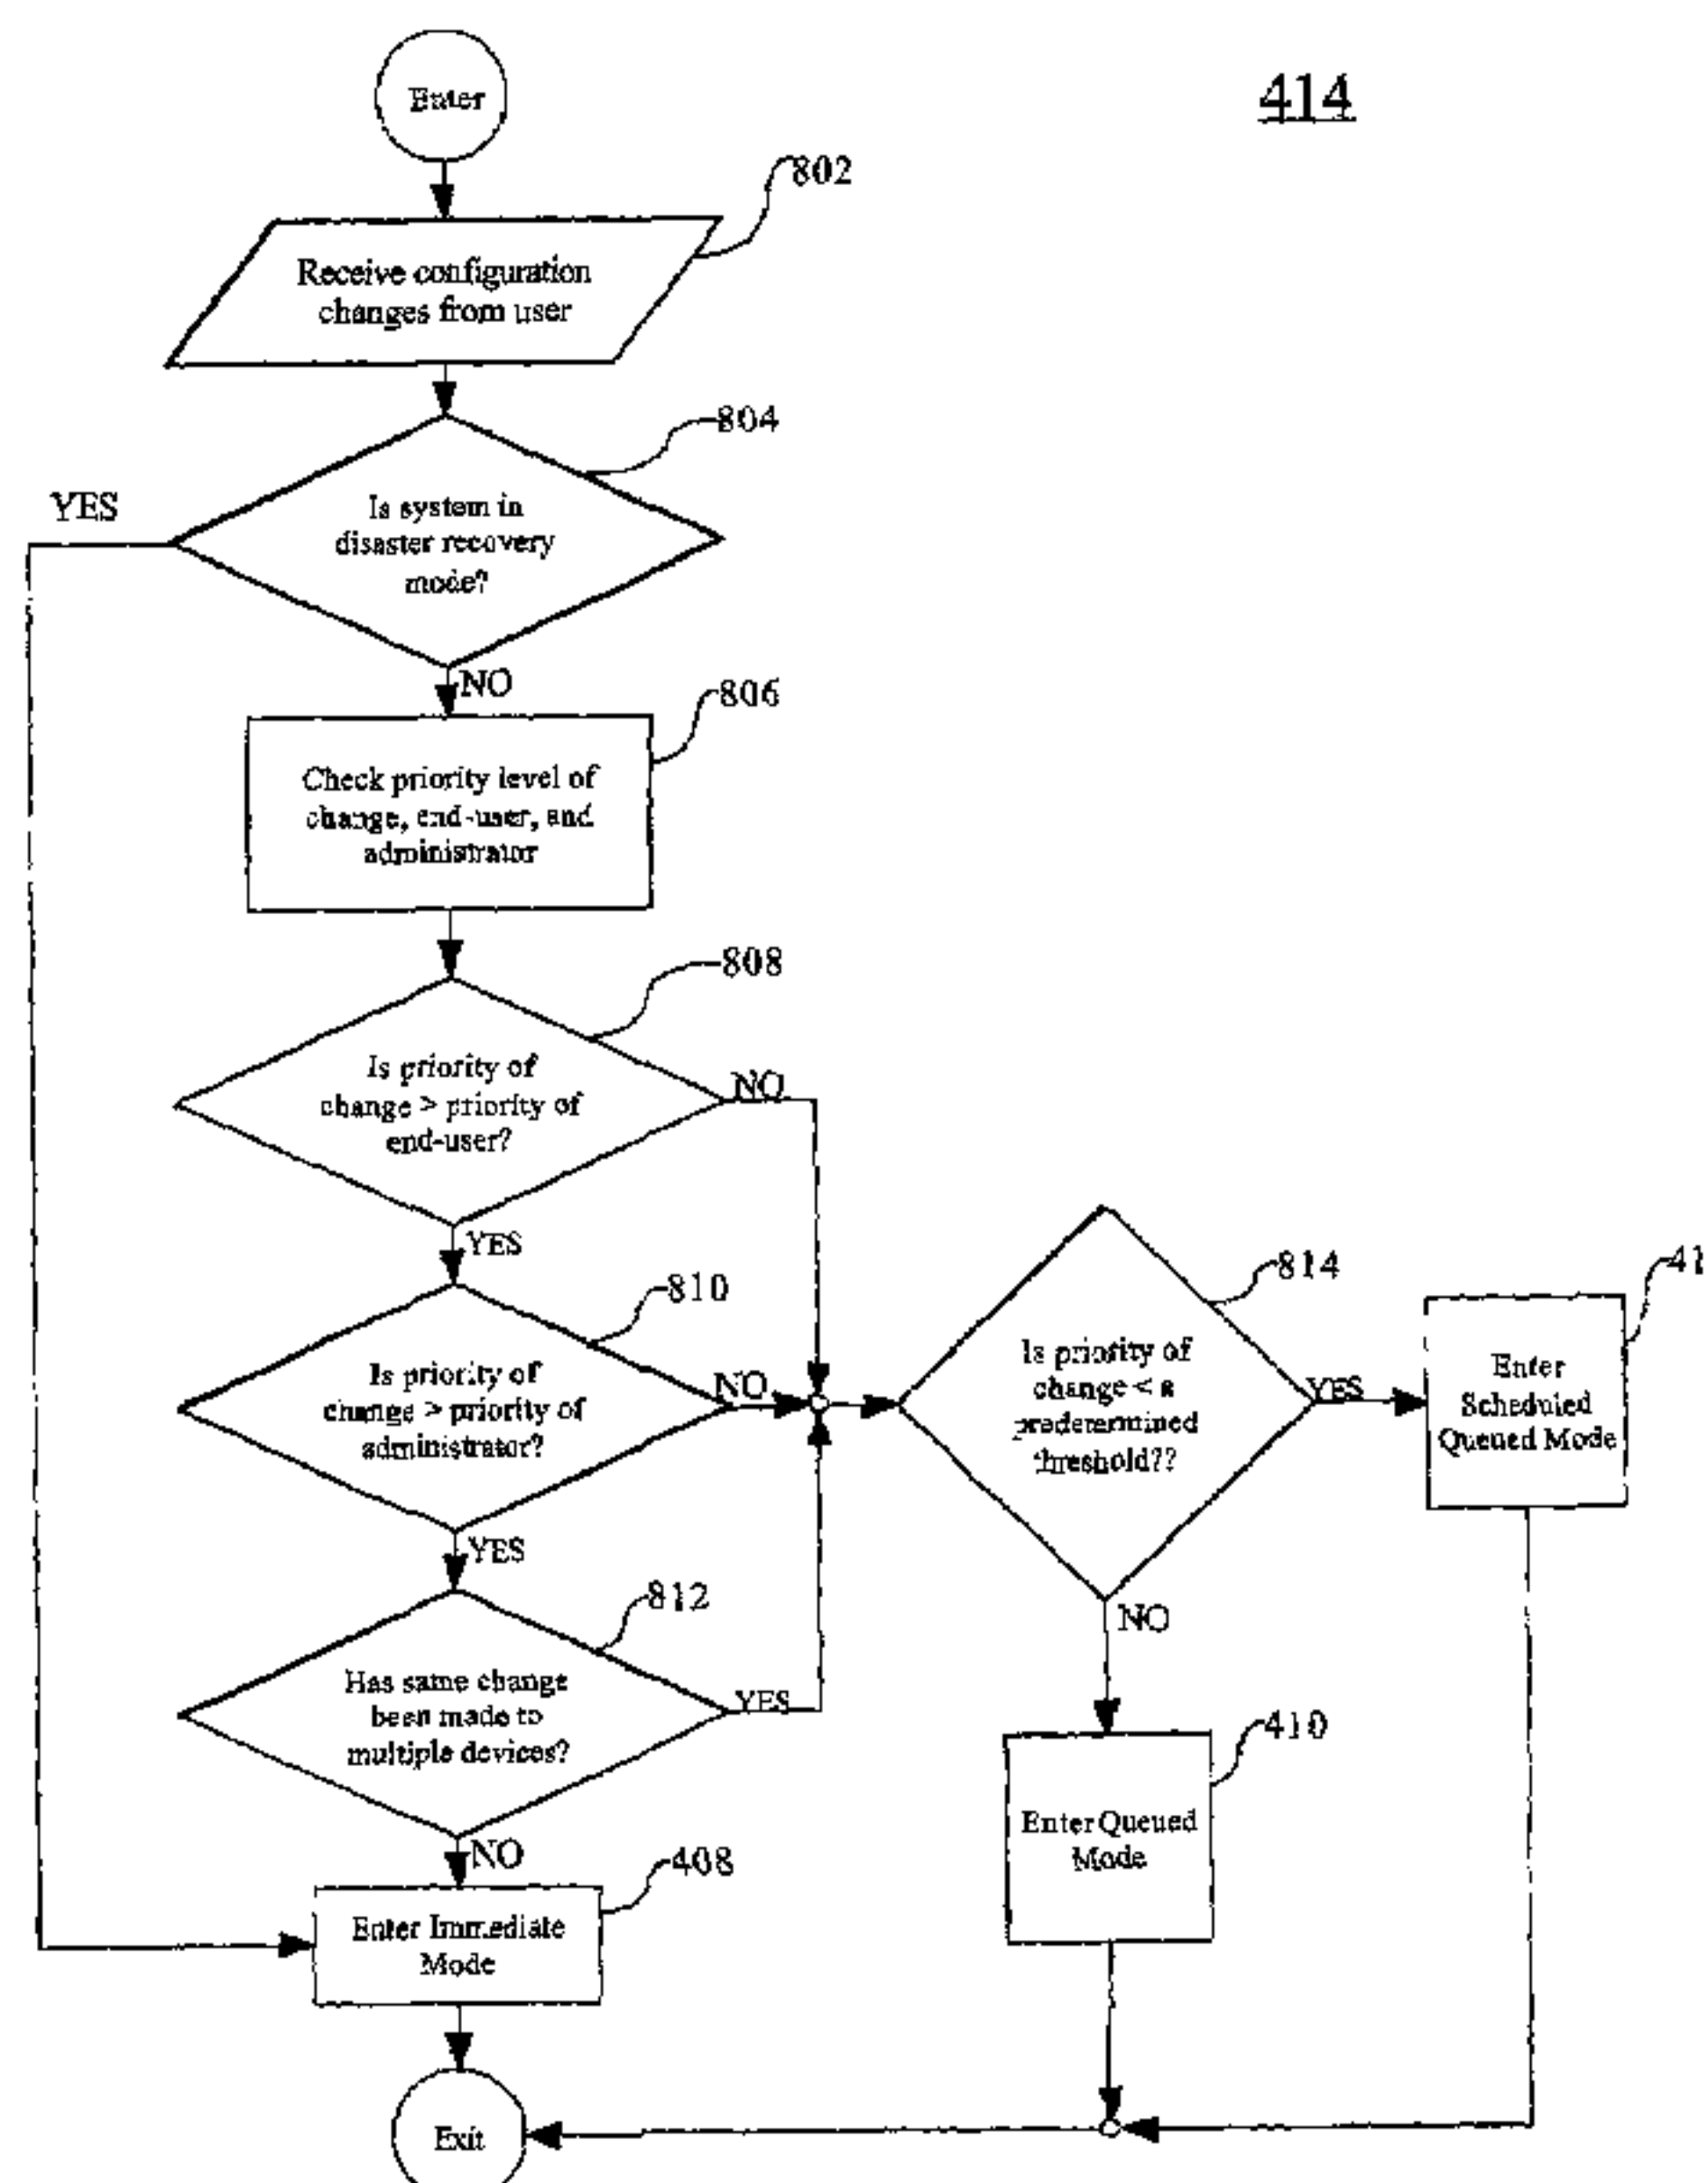 414
Enter
802
Receive configuration
changes from user
804
YES
Is system in
disaster recovery
mode?
NO
806
Check priority level of
change, end-user, and
administrator
808
Is priority of
change > priority of
end-user?
NO
YES
810
Is priority of
change > priority of
administrator?
NO
YES
812
Has same change
been made to
multiple devices?
YES
NO
408
Enter Immediate
Mode
Exit
814
Is priority of
change < a
predetermined
threshold??
YES
NO
41
Enter
Scheduled
Queued Mode
410
Enter Queued
Mode